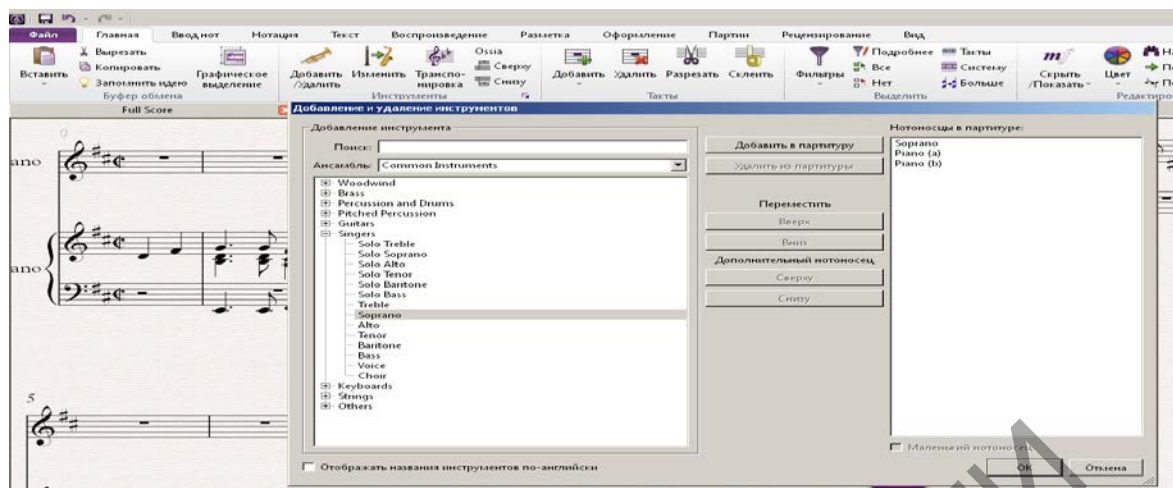 Файл Главная Ввод нот Нотация Текст Воспроизведение Разметка Оформление Партии Рецензирование Вид
Вставить
Вырезать
Копировать
Запомнить идею
Буфер обмена
Графическое выделение
Добавить /Удалить
Изменить
Транспо- нировка
Ossia
Сверху
Снизу
Инструменты
Добавить Удалить Разрезать Склеить
Такты
Фильтры
Подробнее
Все
Нет
Такты
Систему
Больше
Выделить
Скрыть /Показать
Цвет
Full Score
Добавление и удаление инструментов
Добавление инструмента
Поиск:
Ансамбль: Common Instruments
Woodwind
Brass
Percussion and Drums
Pitched Percussion
Guitars
Singers
Solo Treble
Solo Soprano
Solo Alto
Solo Tenor
Solo Baritone
Solo Bass
Treble
Soprano
Alto
Tenor
Baritone
Bass
Voice
Choir
Keyboards
Strings
Others
Отображать названия инструментов по-английски
Добавить в партитуру
Удалить из партитуры
Переместить
Вверх
Вниз
Дополнительный нотоносец
Сверху
Снизу
Нотоносцы в партитуре:
Soprano
Piano (a)
Piano (b)
Маленький нотоносец
OK Отмена
ano
ano
5